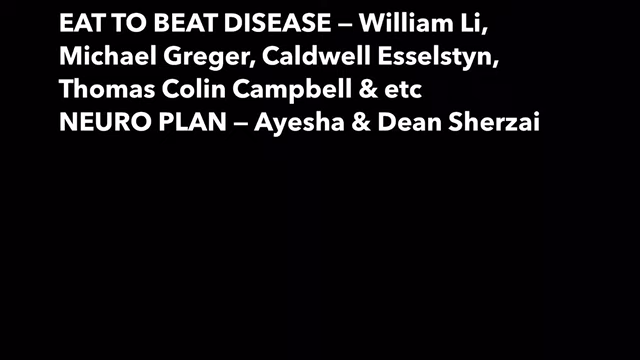 EAT TO BEAT DISEASE — William Li,
Michael Greger, Caldwell Esselstyn,
Thomas Colin Campbell & etc
NEURO PLAN — Ayesha & Dean Sherzai